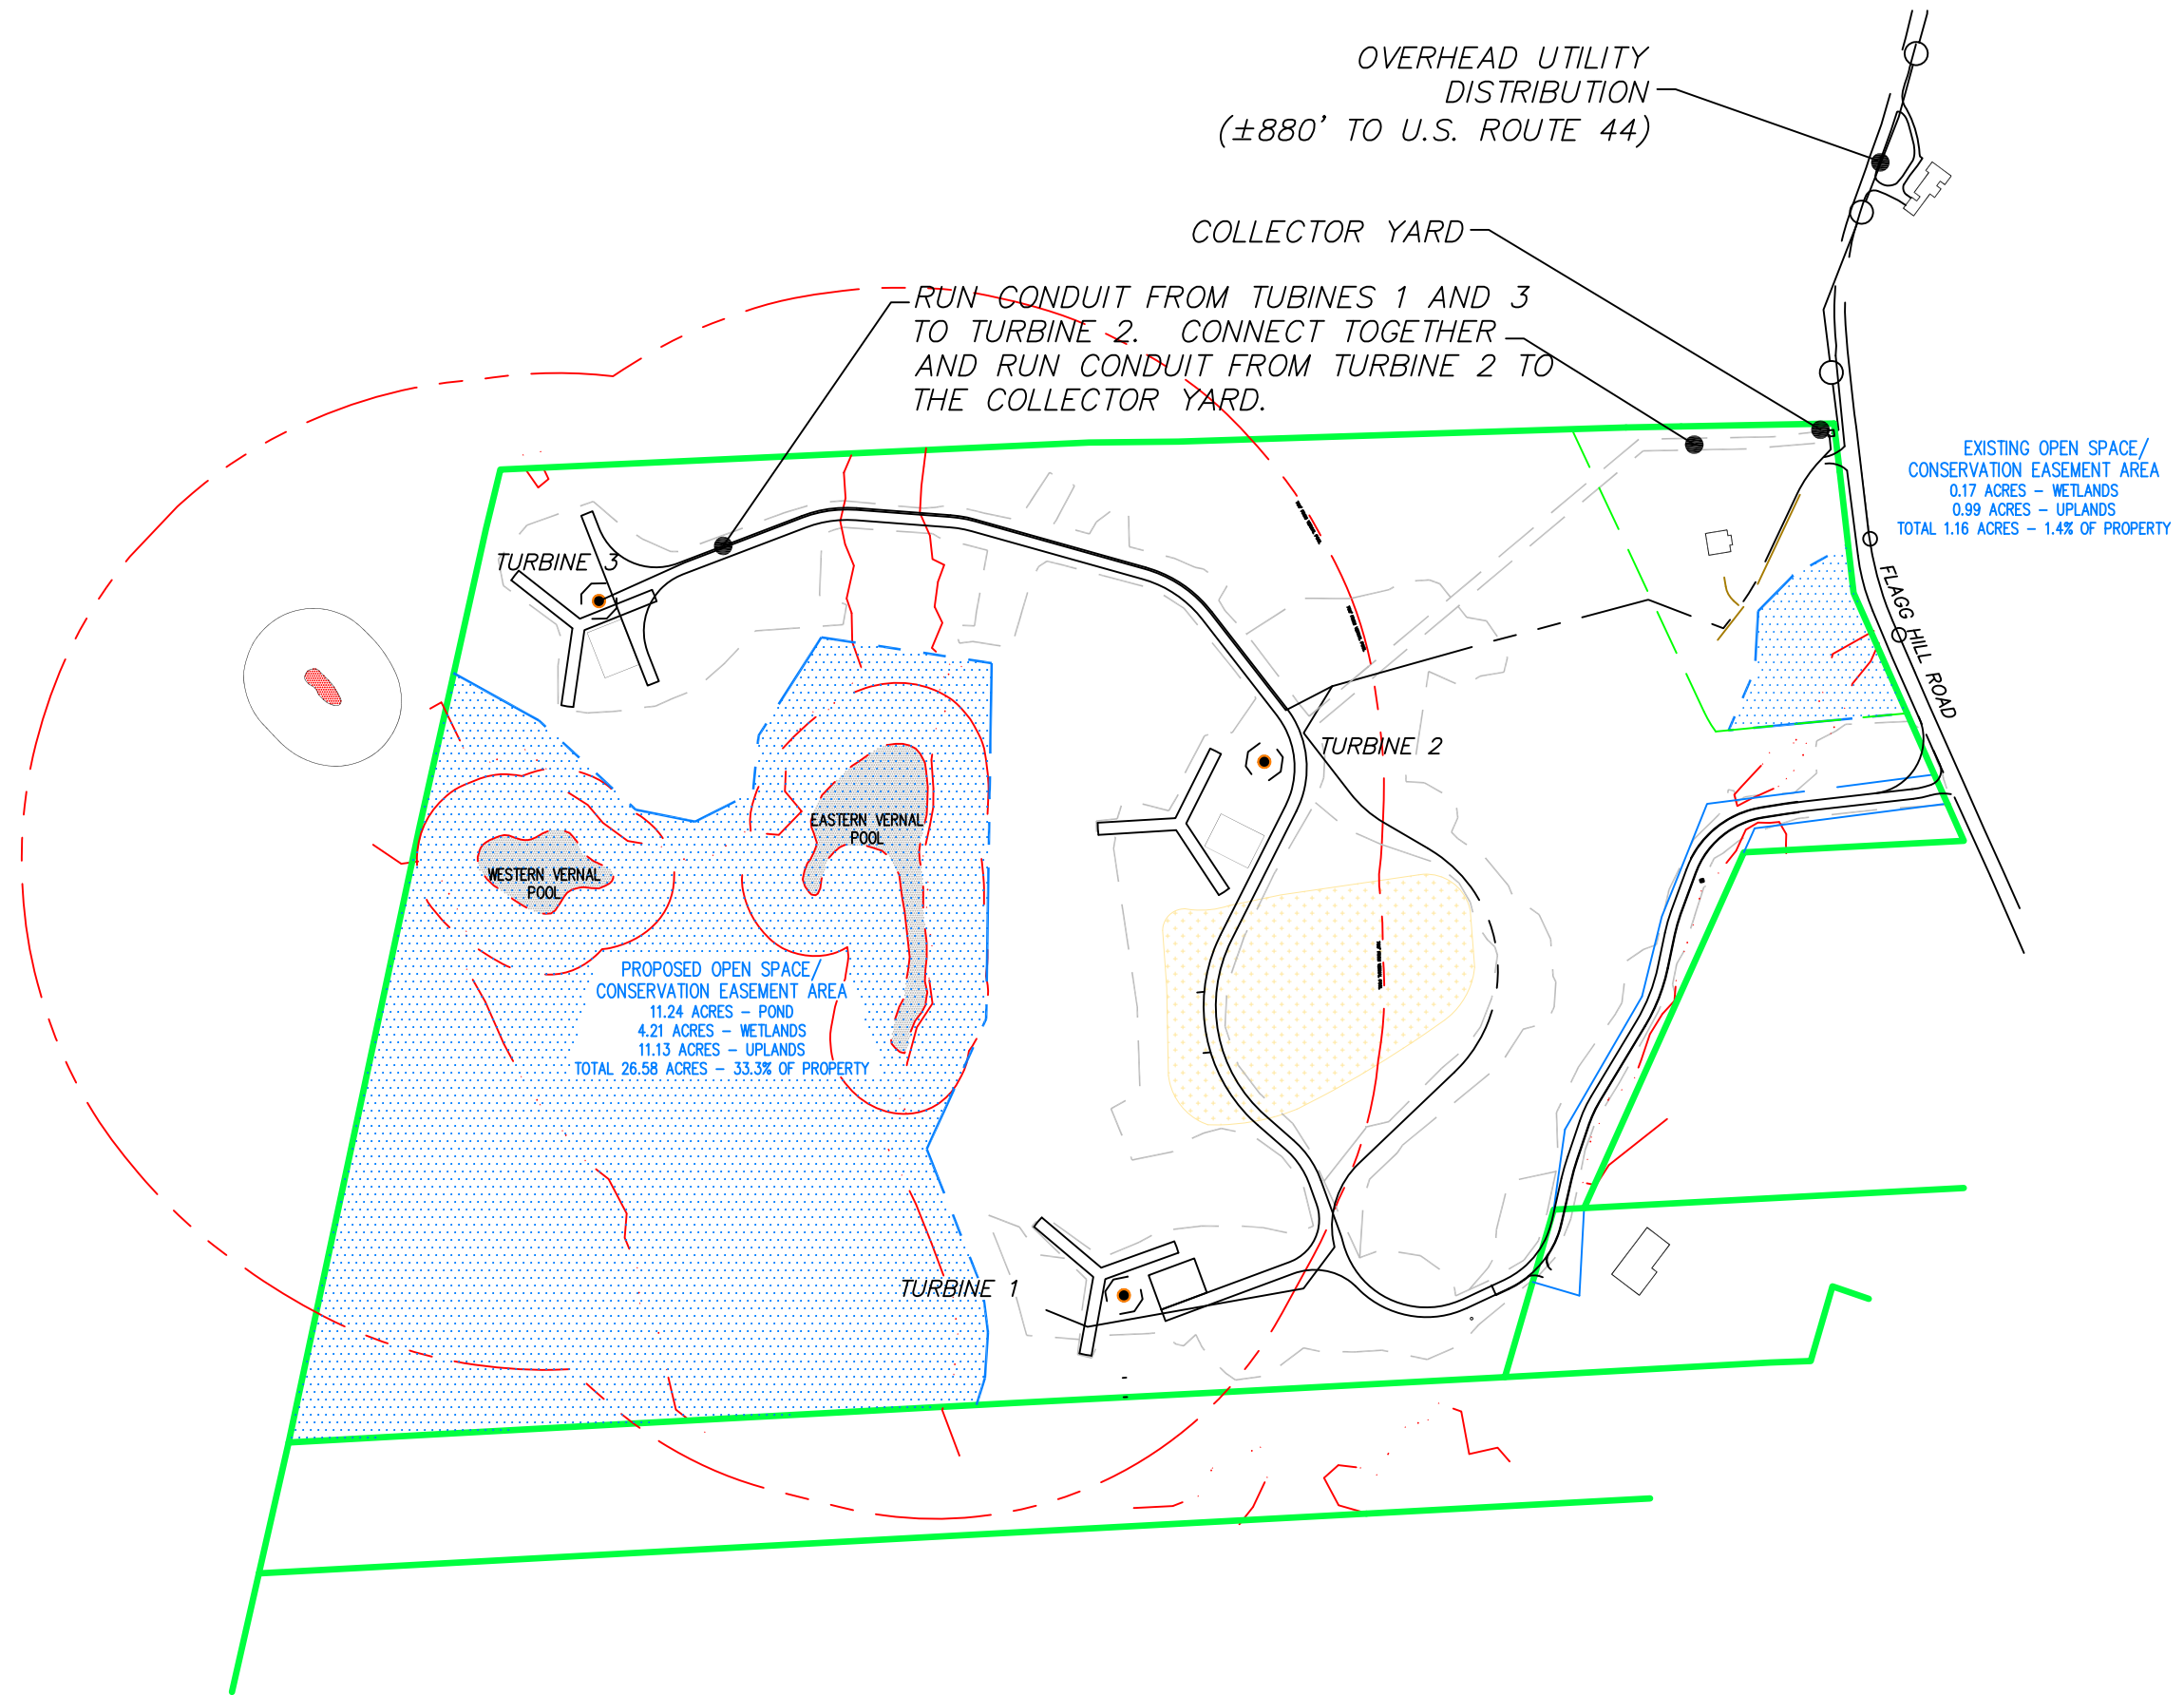 OVERHEAD UTILITY
DISTRIBUTION
(±880' TO U.S. ROUTE 44)
COLLECTOR YARD
RUN CONDUIT FROM TUBINES 1 AND 3
TO TURBINE 2. CONNECT TOGETHER
AND RUN CONDUIT FROM TURBINE 2 TO
THE COLLECTOR YARD.
EXISTING OPEN SPACE/
CONSERVATION EASEMENT AREA
0.17 ACRES – WETLANDS
0.99 ACRES – UPLANDS
TOTAL 1.16 ACRES – 1.4% OF PROPERTY
TURBINE 3
FLAGG HILL ROAD
TURBINE 2
EASTERN VERNAL
POOL
WESTERN VERNAL
POOL
PROPOSED OPEN SPACE/
CONSERVATION EASEMENT AREA
11.24 ACRES – POND
4.21 ACRES – WETLANDS
11.13 ACRES – UPLANDS
TOTAL 26.58 ACRES – 33.3% OF PROPERTY
TURBINE 1